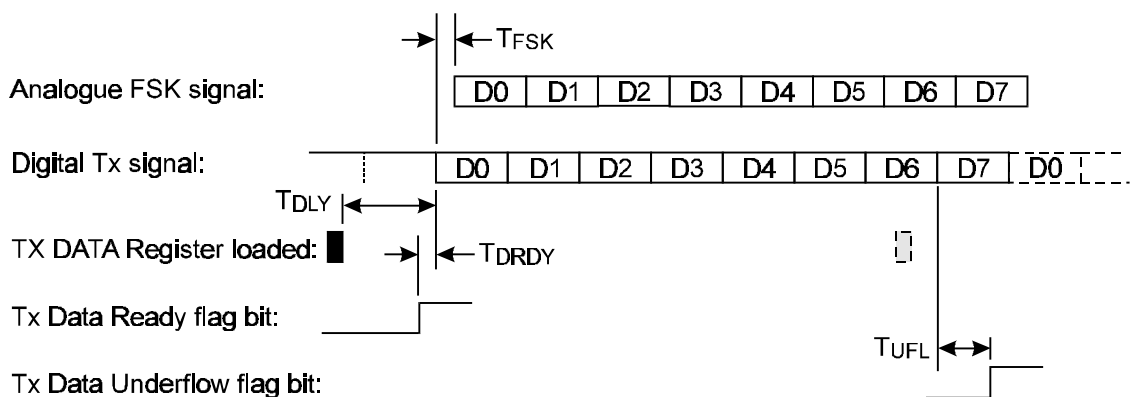 TFSK
Analogue FSK signal: D0 D1 D2 D3 D4 D5 D6 D7
Digital Tx signal: D0 D1 D2 D3 D4 D5 D6 D7 D0
TDLY
TX DATA Register loaded: TDRDY
Tx Data Ready flag bit:
TUFL
Tx Data Underflow flag bit: